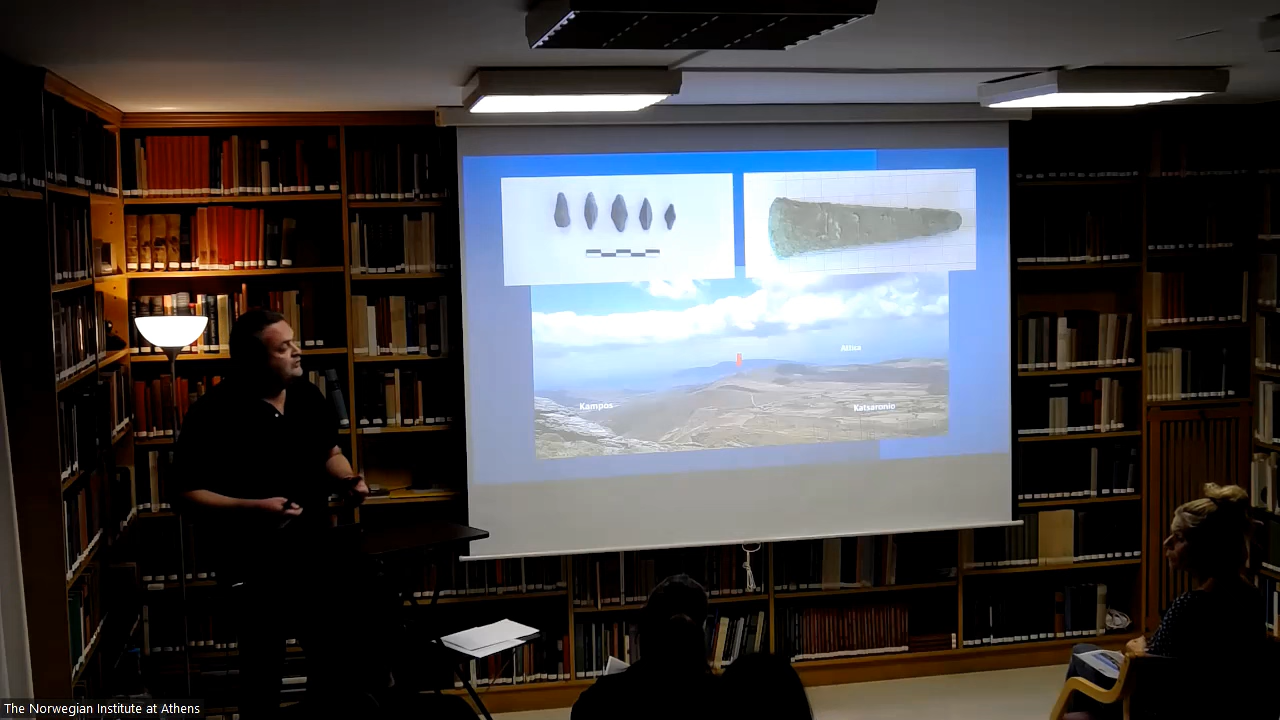 Attica
Kampos
Katsaronio
The Norwegian Institute at Athens